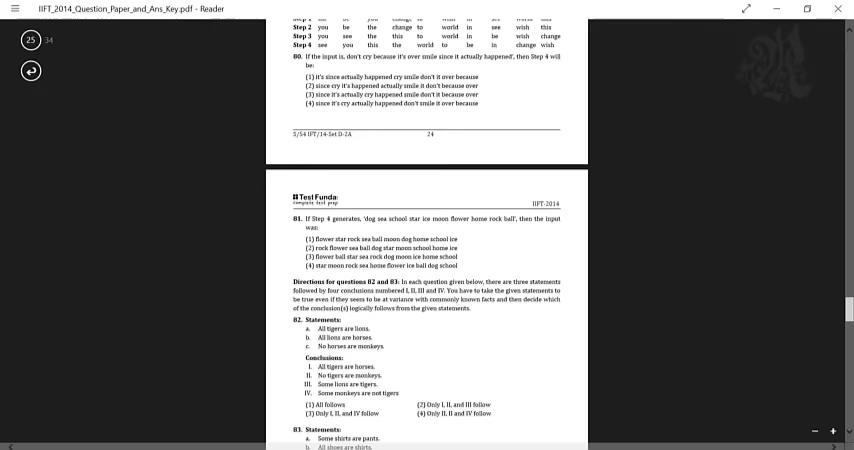 IIFT_2014_Question_Paper_and_Ans_Key.pdf - Reader
25 34
Step 2 you be the change to world in see wish this
Step 3 you see the this to world in be wish change
Step 4 see you this the world to be in change wish
80. If the input is, don't cry because it's over smile since it actually happened', then Step 4 will
be:
(1) it's since actually happened cry smile don't it over because
(2) since cry it's happened actually smile it don't because over
(3) since it's actually cry happened smile don't it because over
(4) since it's cry actually happened don't smile it over because
S/54 IFT/14-Set D-2A 24
Test Funda:
complete test prep
IIFT-2014
81. If Step 4 generates, 'dog sea school star ice moon flower home rock ball', then the input
was:
(1) flower star rock sea ball moon dog home school ice
(2) rock flower sea ball dog star moon school home ice
(3) flower ball star sea rock dog moon ice home school
(4) star moon rock sea home flower ice ball dog school
Directions for questions 82 and 83: In each question given below, there are three statements
followed by four conclusions numbered I, II, III and IV. You have to take the given statements to
be true even if they seem to be at variance with commonly known facts and then decide which
of the conclusion(s) logically follows from the given statements.
82. Statements:
a. All tigers are lions.
b. All lions are horses.
c. No horses are monkeys.
Conclusions:
I. All tigers are horses.
II. No tigers are monkeys.
III. Some lions are tigers.
IV. Some monkeys are not tigers
(1) All follows (2) Only I, II, and III follow
(3) Only I, II, and IV follow (4) Only II, II and IV follow
83. Statements:
a. Some shirts are pants.
b. All shoes are shirts.